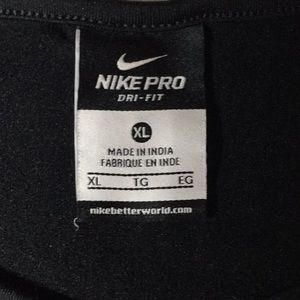 NIKE PRO
DRI-FIT
XL
MADE IN INDIA
FABRIQUE EN INDE
XL TG EG
nikebetterworld.com